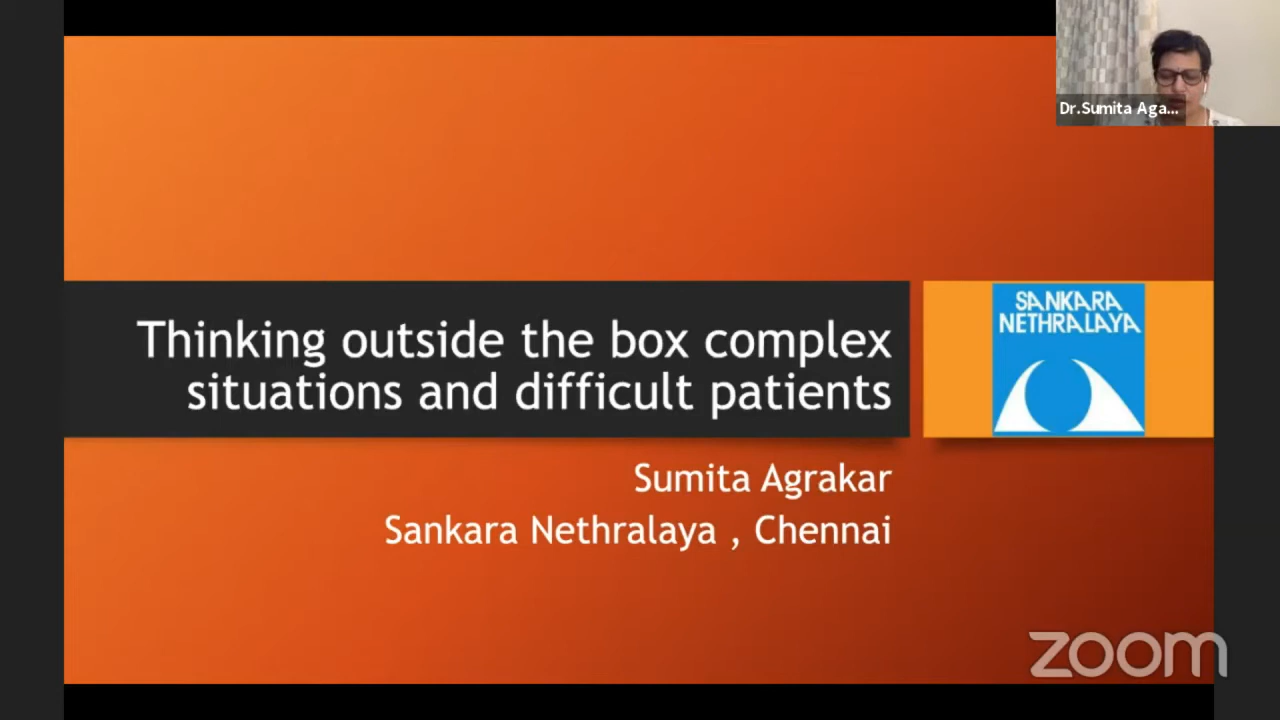 Dr.Sumita Aga...
Thinking outside the box complex
situations and difficult patients
SANKARA
NETHRALAYA
Sumita Agrakar
Sankara Nethralaya , Chennai
zoom